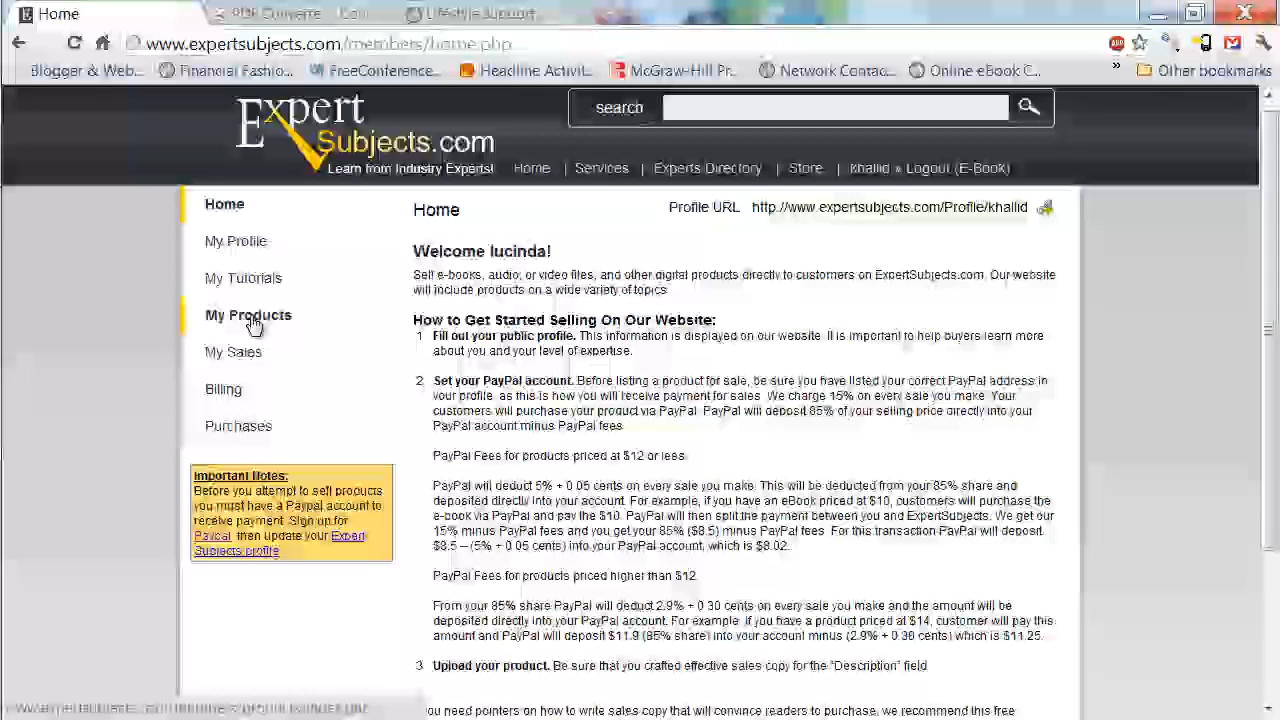 Home
Lifestyle Support
www.expertsubjects.com/members/home.php
Blogger & Web... Financial Fashio... FreeConference... Headline Activit... McGraw-Hill Pr... Network Contac... Online eBook C... » Other bookmarks
Expert
Subjects.com
Learn from Industry Experts!
search
Home | Services | Experts Directory | Store | Khallid » Logout (E-Book)
Home
My Profile
My Tutorials
My Products
My Sales
Billing
Purchases
Important Notes:
Before you attempt to sell products
you must have a Paypal account to
receive payment. Sign up for
Paypal, then update your Expert
Subjects profile
Home Profile URL http://www.expertsubjects.com/Profile/khallid
Welcome lucinda!
Sell e-books, audio, or video files, and other digital products directly to customers on ExpertSubjects.com. Our website
will include products on a wide variety of topics.
How to Get Started Selling On Our Website:
1 Fill out your public profile. This information is displayed on our website. It is important to help buyers learn more
about you and your level of expertise.
2 Set your PayPal account. Before listing a product for sale, be sure you have listed your correct PayPal address in
your profile, as this is how you will receive payment for sales. We charge 15% on every sale you make. Your
customers will purchase your product via PayPal. PayPal will deposit 85% of your selling price directly into your
PayPal account minus PayPal fees.
PayPal Fees for products priced at $12 or less.
PayPal will deduct 5% + 0.05 cents on every sale you make. This will be deducted from your 85% share and
deposited directly into your account. For example, if you have an eBook priced at $10, customers will purchase the
e-book via PayPal and pay the $10. PayPal will then split the payment between you and ExpertSubjects. We get our
15% minus PayPal fees and you get your 85% ($8.5) minus PayPal fees. For this transaction PayPal will deposit
$8.5 – (5% + 0.05 cents) into your PayPal account, which is $8.02.
PayPal Fees for products priced higher than $12.
From your 85% share PayPal will deduct 2.9% + 0.30 cents on every sale you make and the amount will be
deposited directly into your account. For example, if you have a product priced at $14, customer will pay this
amount and PayPal will deposit $11.9 (85% share) into your account minus (2.9% + 0.30 cents) which is $11.25.
3 Upload your product. Be sure that you crafted effective sales copy for the "Description" field
you need pointers on how to write sales copy that will convince readers to purchase, we recommend this free